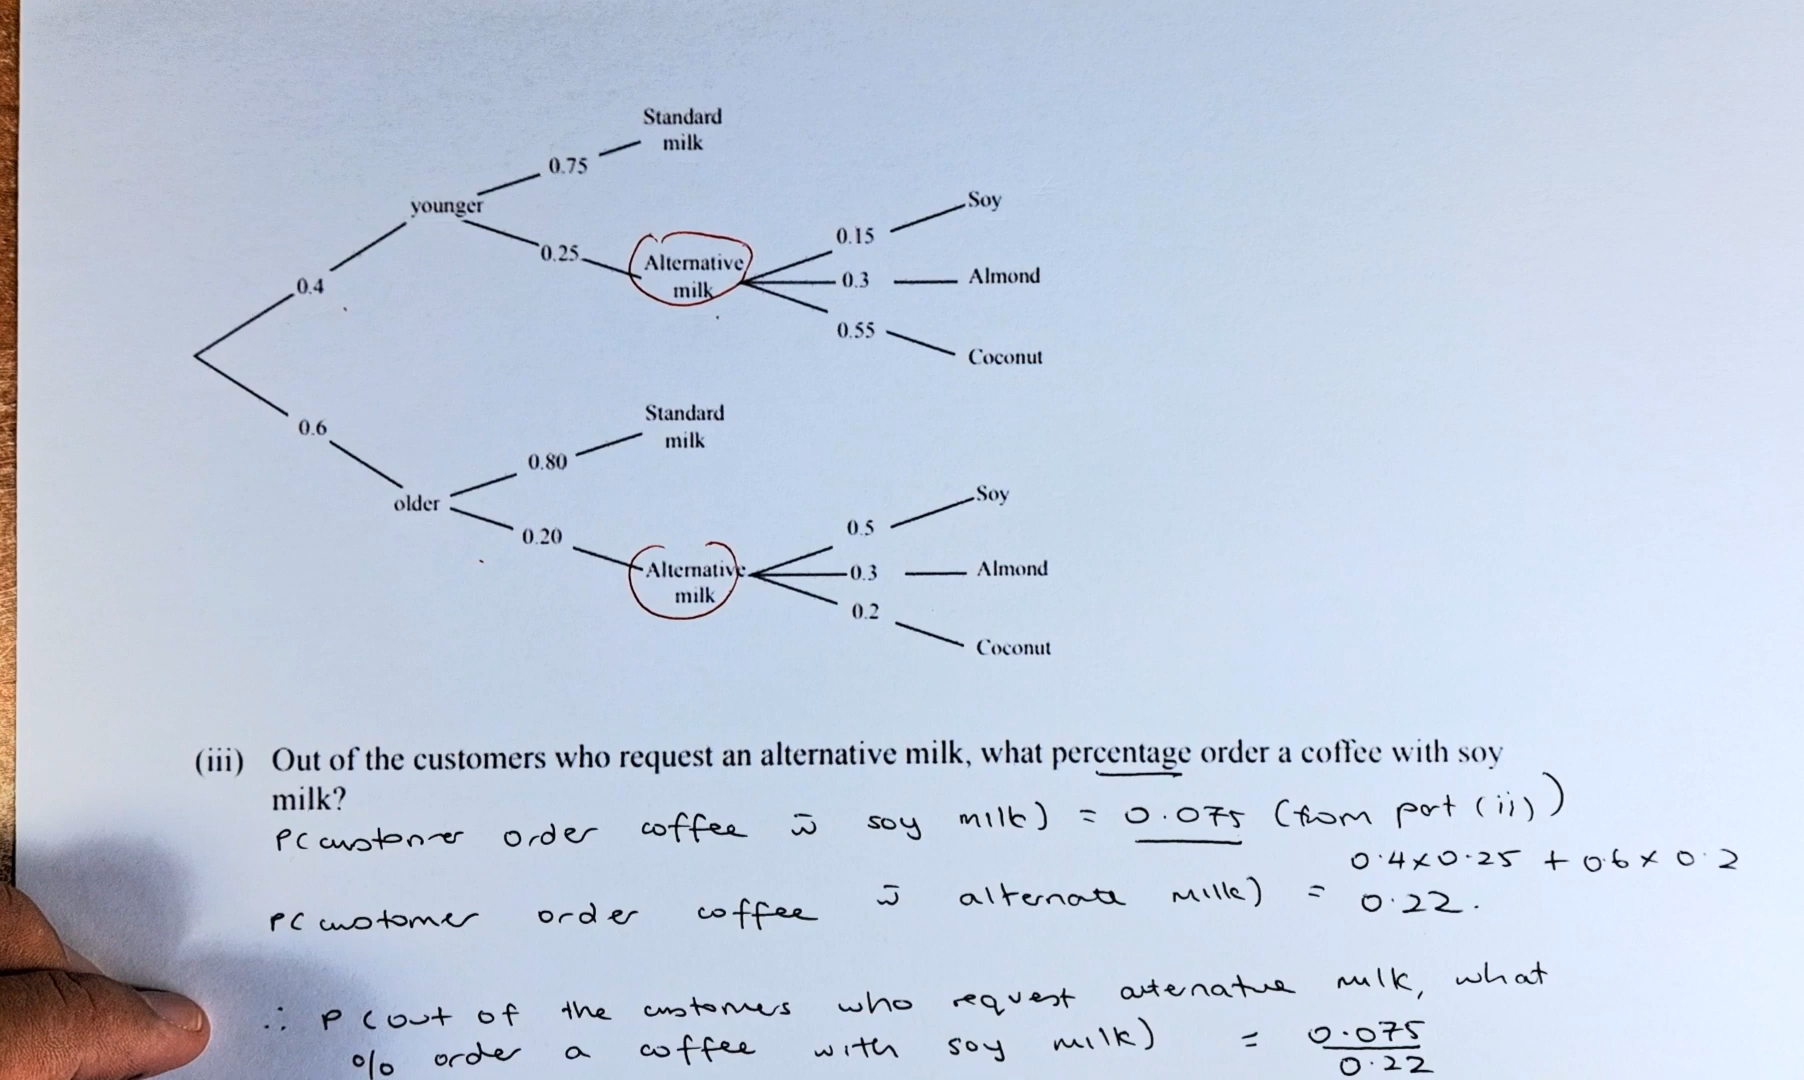 Standard
milk
0.75
younger
Soy
0.15
0.25
Alternative
milk
0.3
Almond
0.4
0.55
Coconut
Standard
milk
0.6
0.80
older
Soy
0.5
0.20
Alternative
milk
0.3
Almond
0.2
Coconut
(iii) Out of the customers who request an alternative milk, what percentage order a coffee with soy
milk?
P(customer order coffee w̄ soy milk) = 0.075 (from part (ii))
0.4×0.25 + 0.6×0.2
P(customer order coffee w̄ alternate milk) = 0.22.
∴ P(out of the customers who request alternative milk, what
% order a coffee with soy milk) = 0.075
0.22